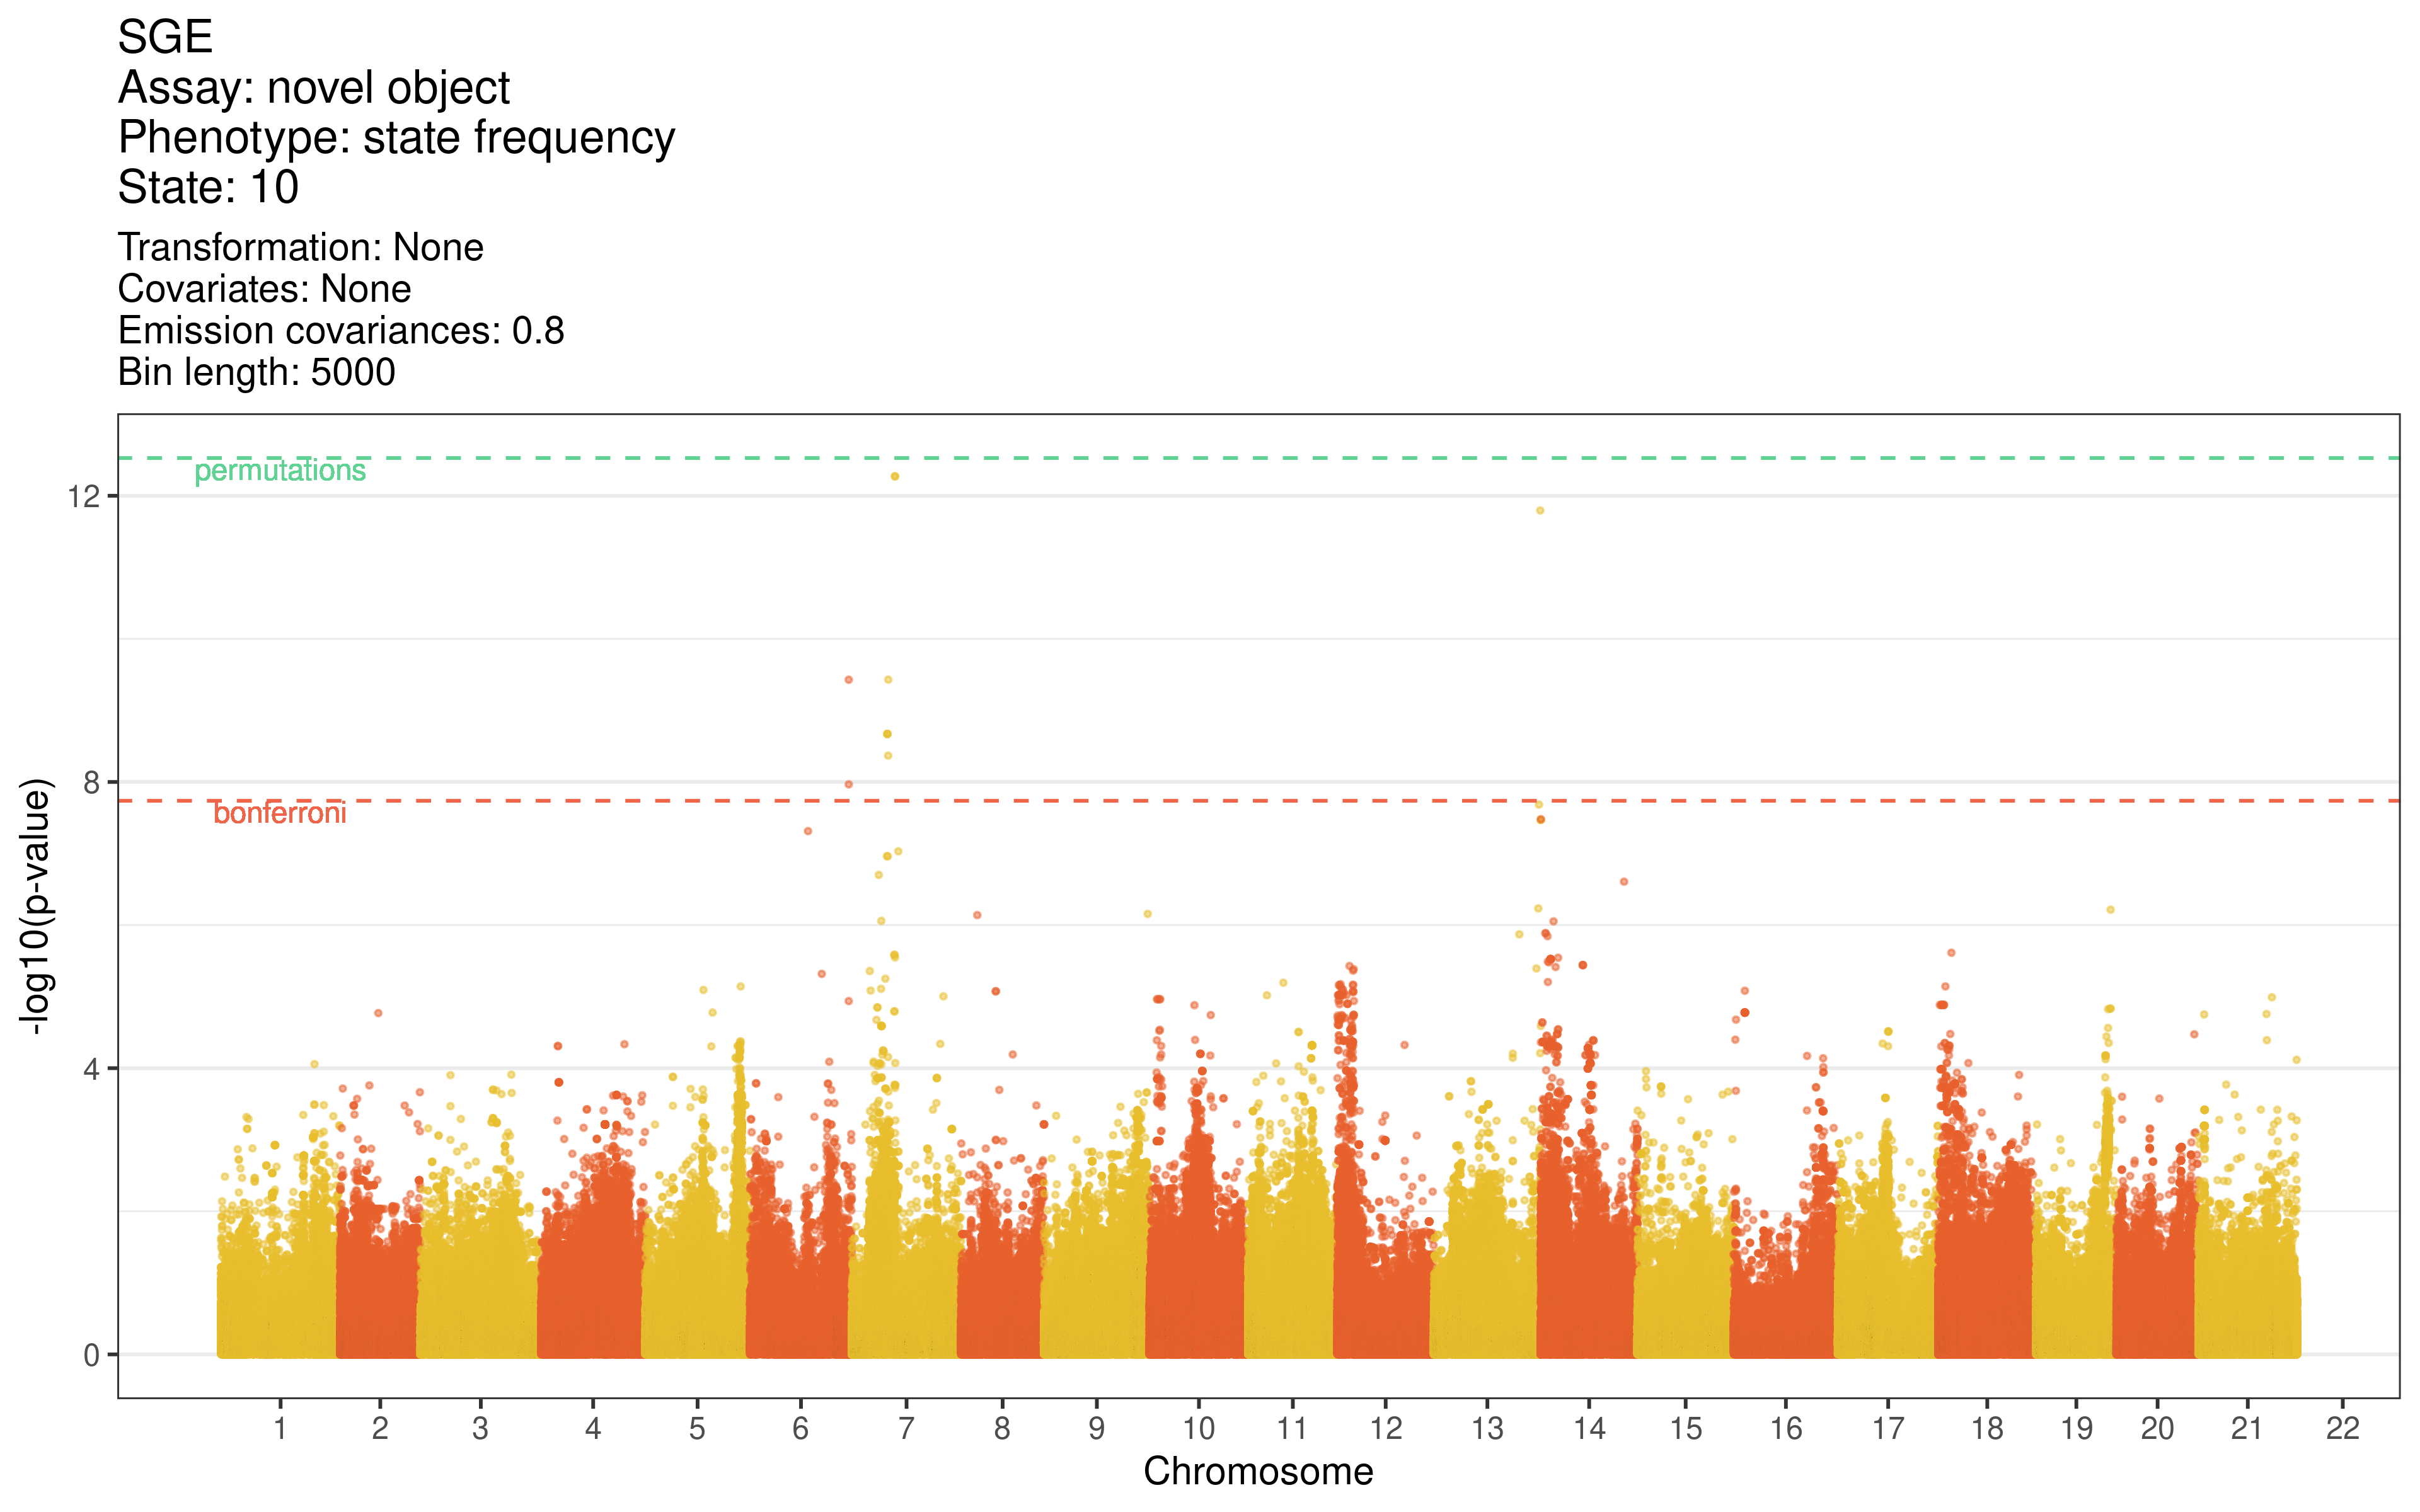 SGE
Assay: novel object
Phenotype: state frequency
State: 10
Transformation: None
Covariates: None
Emission covariances: 0.8
Bin length: 5000
permutations
12
8
bonferroni
4
0
-log10(p-value)
1 2 3 4 5 6 7 8 9 10 11 12 13 14 15 16 17 18 19 20 21 22
Chromosome